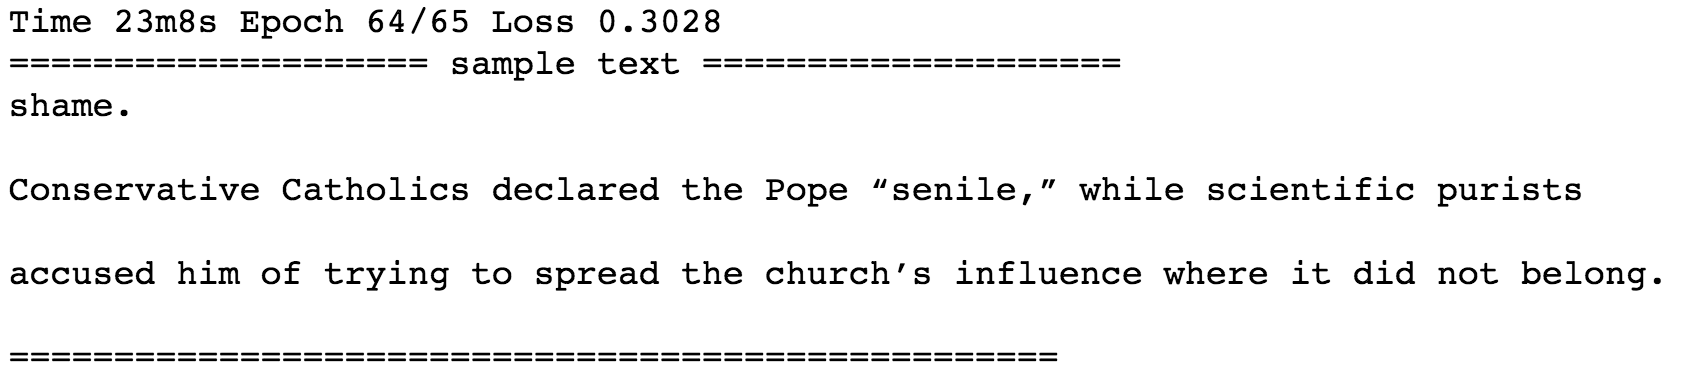 Time 23m8s Epoch 64/65 Loss 0.3028
==================== sample text ====================
shame.
Conservative Catholics declared the Pope “senile,” while scientific purists
accused him of trying to spread the church’s influence where it did not belong.
==================================================